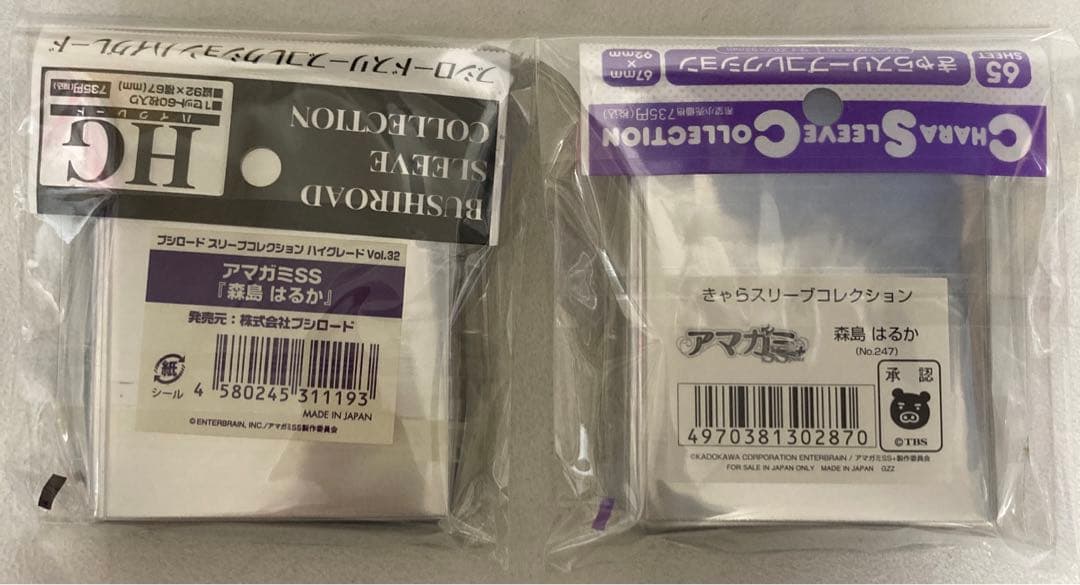 ブシロードスリーブコレクションハイグレード
BUSHIROAD
SLEEVE
COLLECTION
HG
ハイグレード
■1セット60枚入り
■縦92×横67(mm)
735円(税込)
ブシロード スリーブコレクション ハイグレード Vol.32
アマガミSS
『森島 はるか』
発売元:株式会社ブシロード
紙
シール
4 580245 311193
MADE IN JAPAN
©ENTERBRAIN, INC./アマガミSS製作委員会
65
SHEET
きゃらスリーブコレクション
67mm
×
92mm
CHARA SLEEVE COLLECTION
希望小売価格735円(税込)
きゃらスリーブコレクション
アマガミSS+
森島 はるか
(No.247)
承認
©TBS
4970381302870
©KADOKAWA CORPORATION ENTERBRAIN / アマガミSS+製作委員会
FOR SALE IN JAPAN ONLY MADE IN JAPAN GZZ